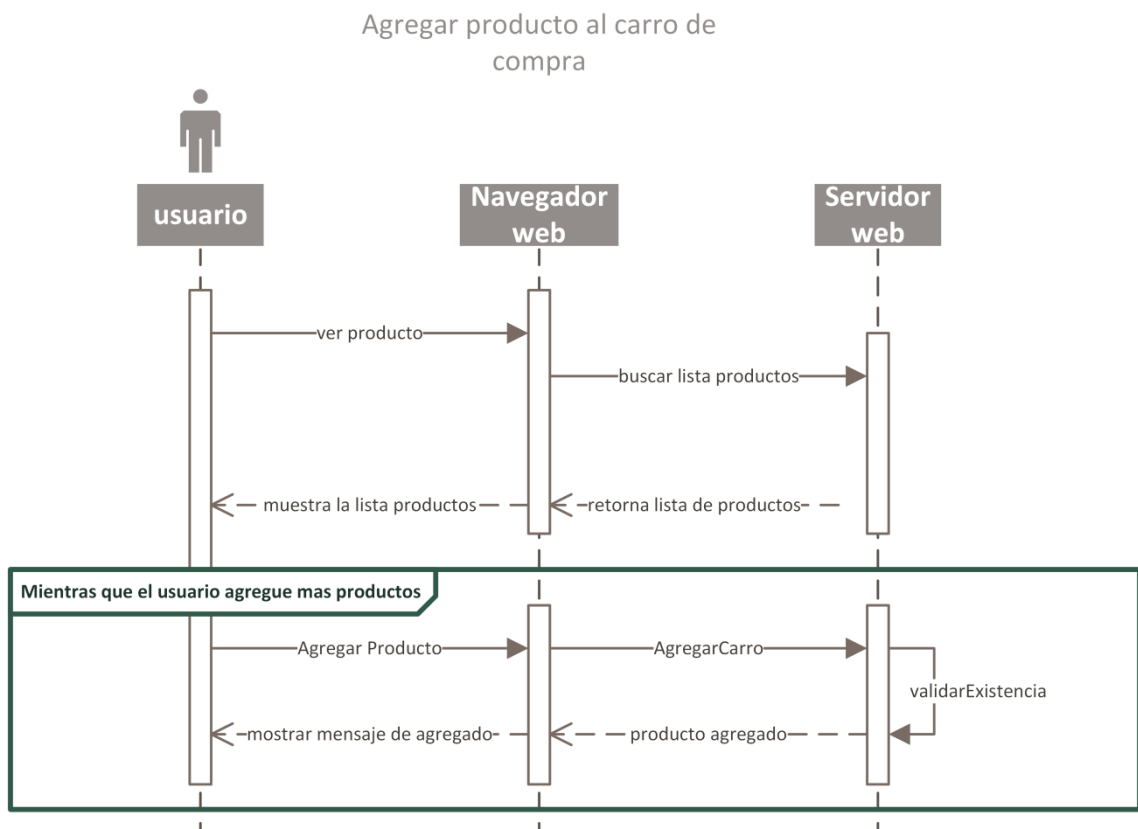 Agregar producto al carro de
compra
usuario
Navegador
web
Servidor
web
ver producto
buscar lista productos
muestra la lista productos
retorna lista de productos
Mientras que el usuario agregue mas productos
Agregar Producto
AgregarCarro
validarExistencia
mostrar mensaje de agregado
producto agregado